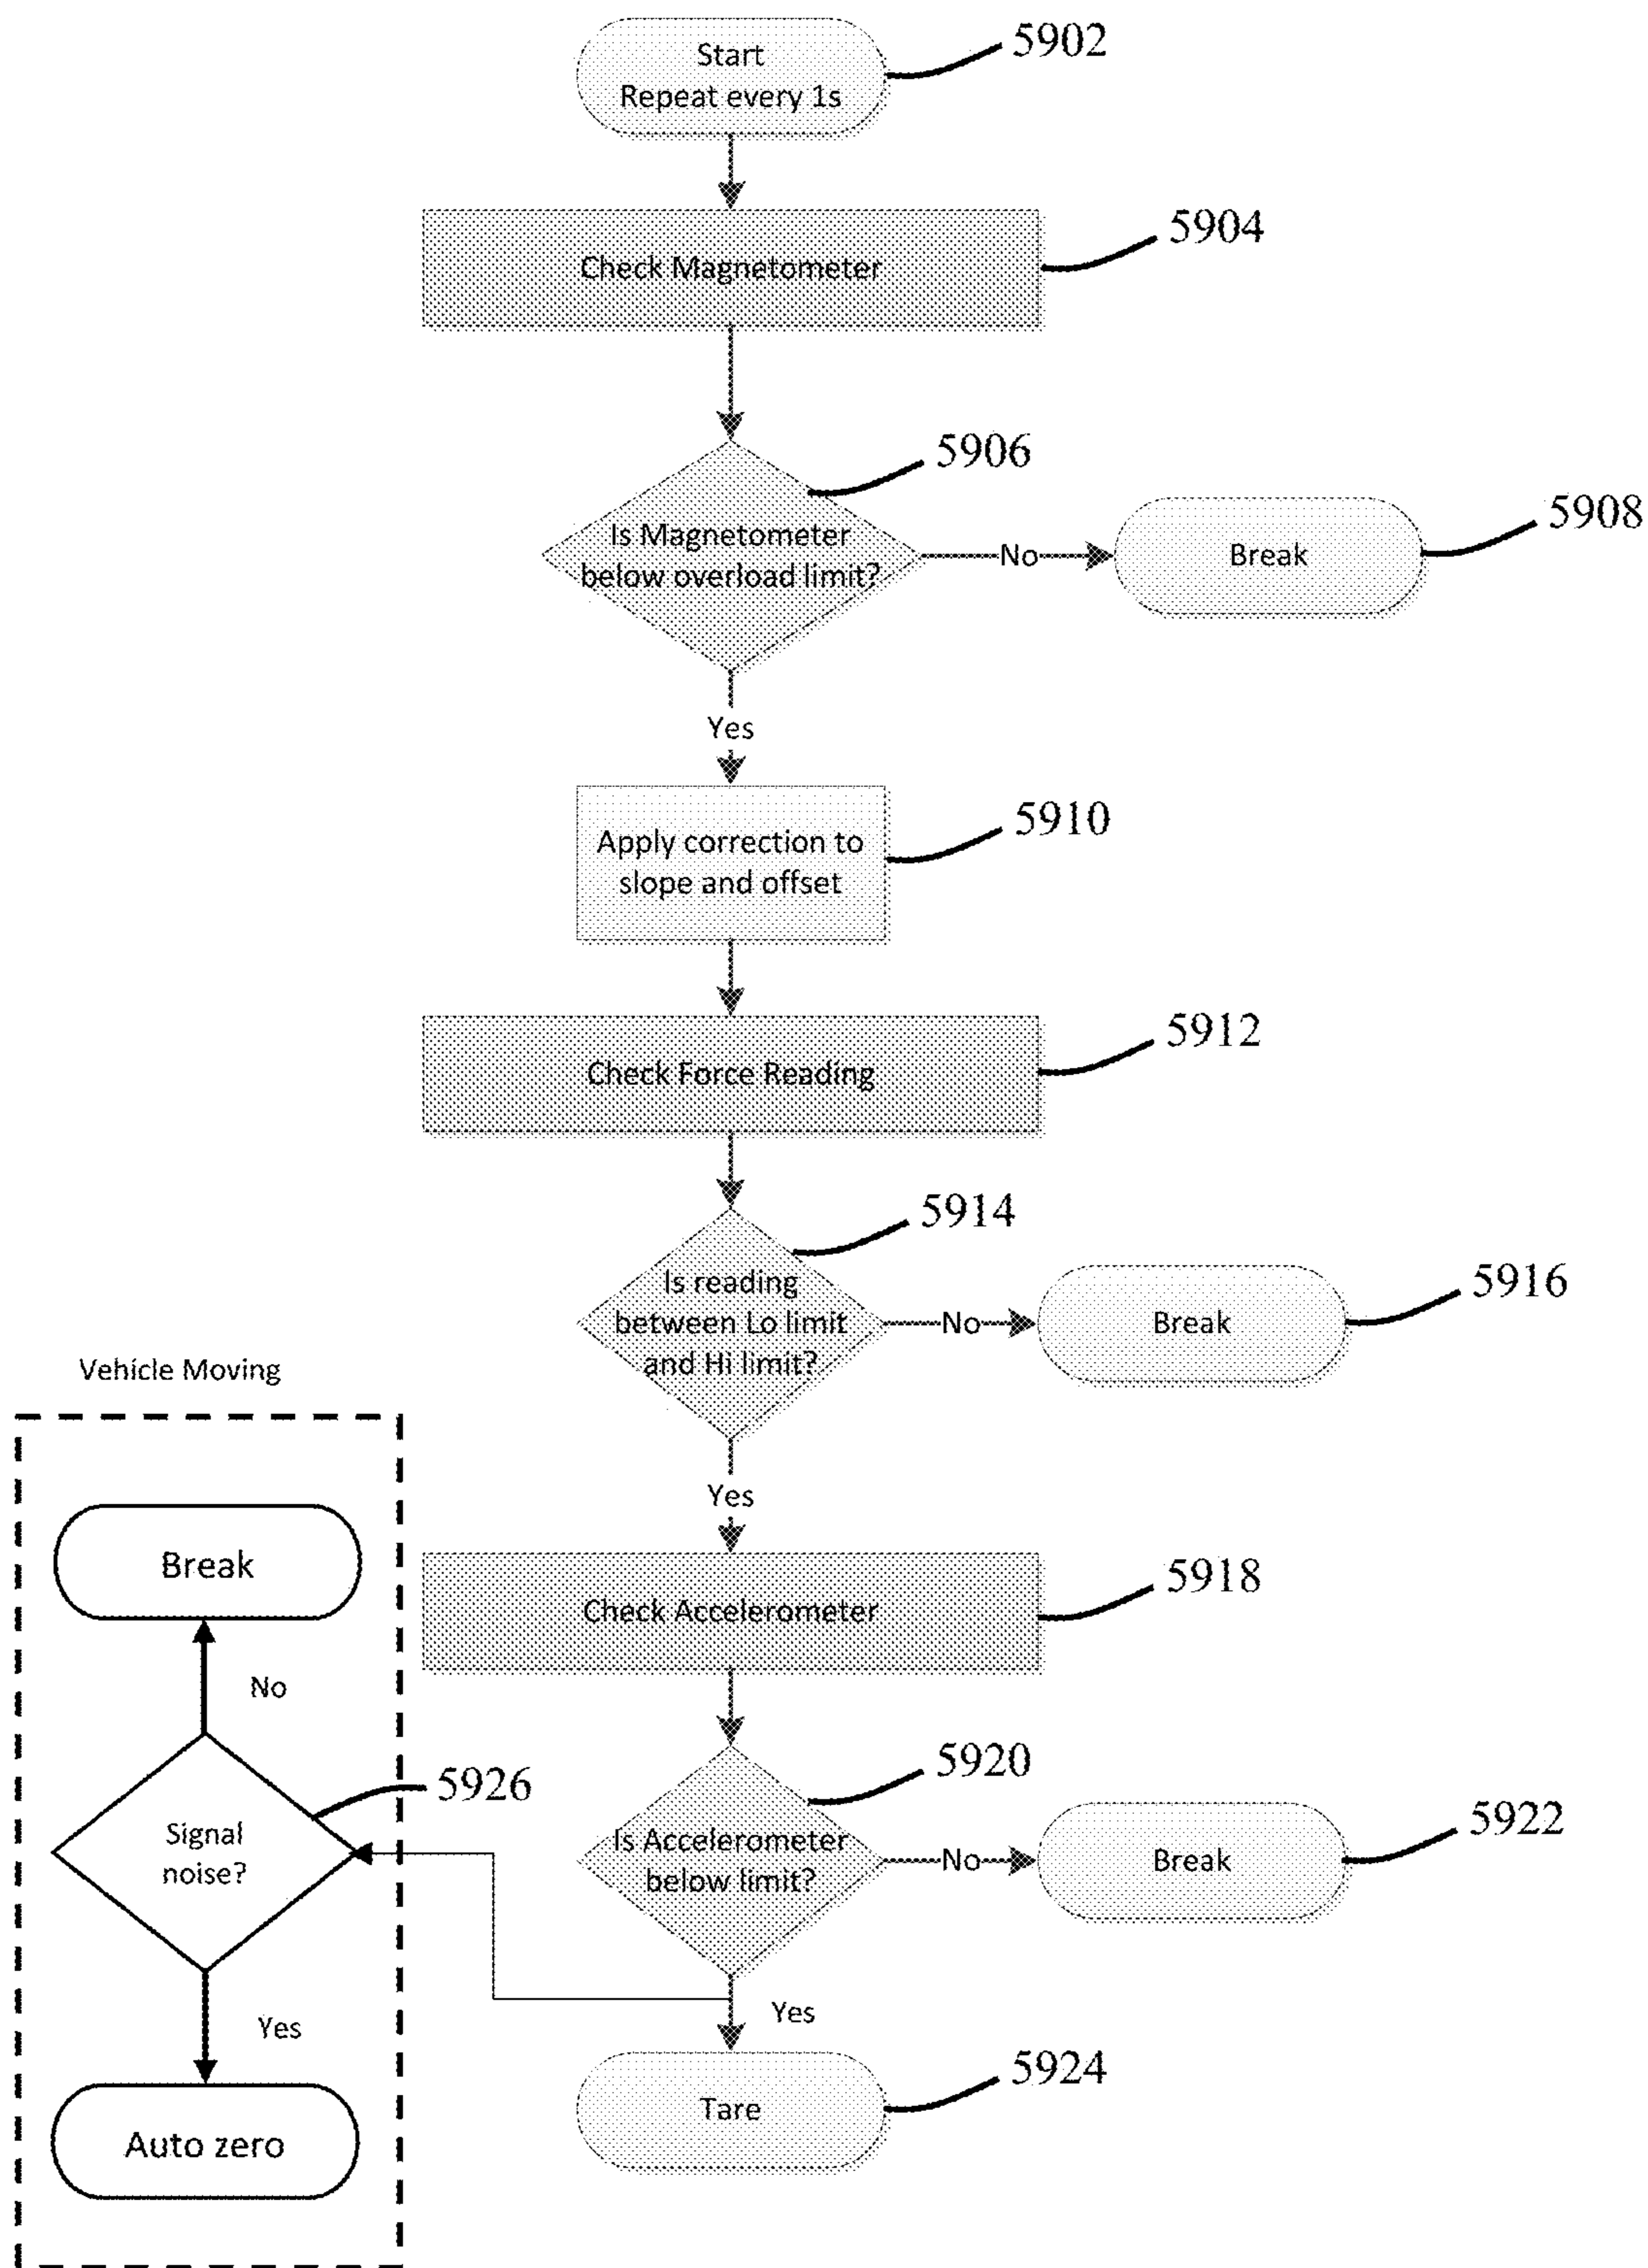 Start
Repeat every 1s
5902
Check Magnetometer
5904
Is Magnetometer
below overload limit?
5906
No
Break
5908
Yes
Apply correction to
slope and offset
5910
Check Force Reading
5912
Is reading
between Lo limit
and Hi limit?
5914
No
Break
5916
Yes
Check Accelerometer
5918
Is Accelerometer
below limit?
5920
No
Break
5922
Yes
Tare
5924
Vehicle Moving
Break
No
Signal
noise?
5926
Yes
Auto zero